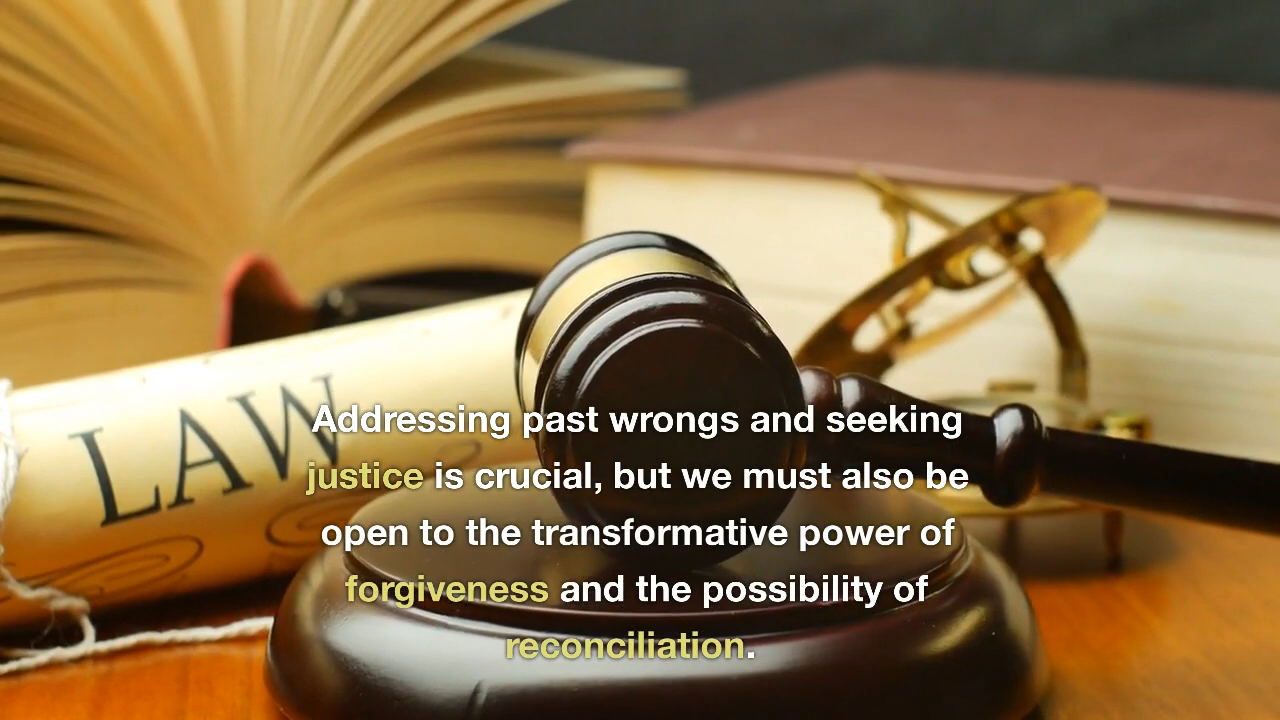 LAW
Addressing past wrongs and seeking
justice is crucial, but we must also be
open to the transformative power of
forgiveness and the possibility of
reconciliation.